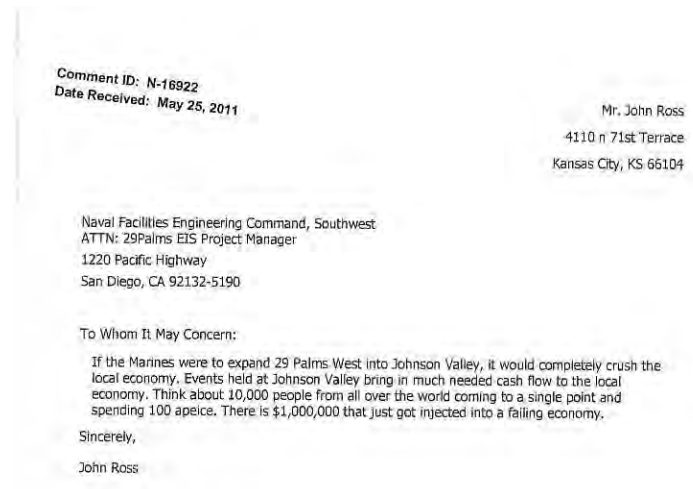 Comment ID: N-16922
Date Received: May 25, 2011
Mr. John Ross
4110 n 71st Terrace
Kansas City, KS 66104
Naval Facilities Engineering Command, Southwest
ATTN: 29Palms EIS Project Manager
1220 Pacific Highway
San Diego, CA 92132-5190
To Whom It May Concern:
If the Marines were to expand 29 Palms West into Johnson Valley, it would completely crush the
local economy. Events held at Johnson Valley bring in much needed cash flow to the local
economy. Think about 10,000 people from all over the world coming to a single point and
spending 100 apeice. There is $1,000,000 that just got injected into a failing economy.
Sincerely,
John Ross